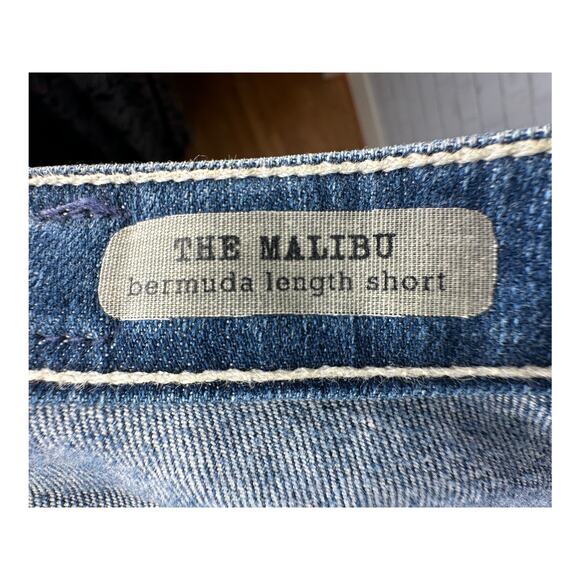 THE MALIBU
bermuda length short